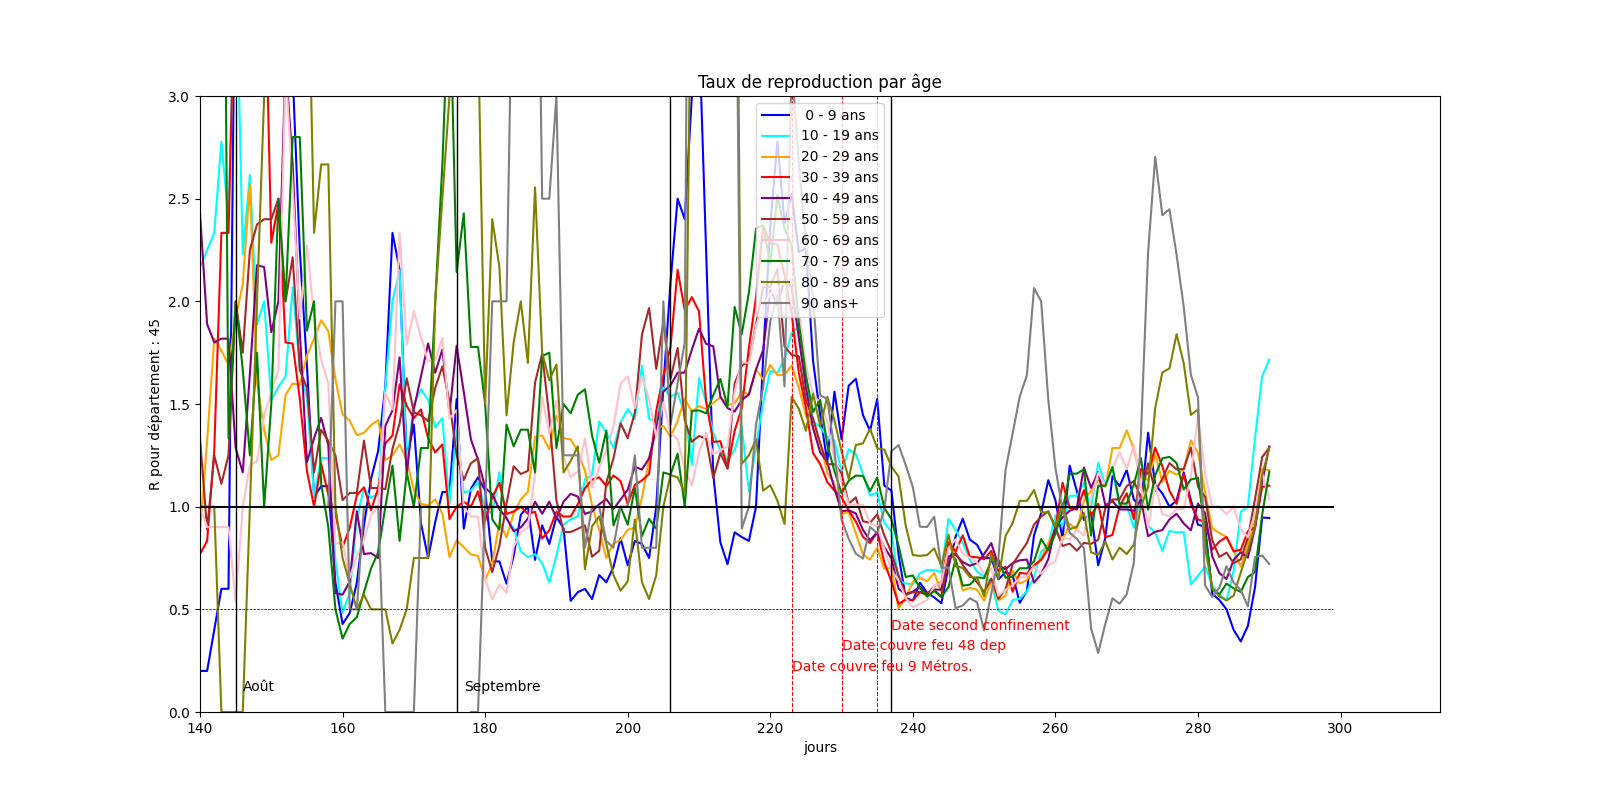 Taux de reproduction par âge
R pour département : 45
3.0
2.5
2.0
1.5
1.0
0.5
0.0
0 - 9 ans
10 - 19 ans
20 - 29 ans
30 - 39 ans
40 - 49 ans
50 - 59 ans
60 - 69 ans
70 - 79 ans
80 - 89 ans
90 ans+
Date second confinement
Date couvre feu 48 dep
Date couvre feu 9 Métros.
Août
Septembre
140 160 180 200 220 240 260 280 300
jours